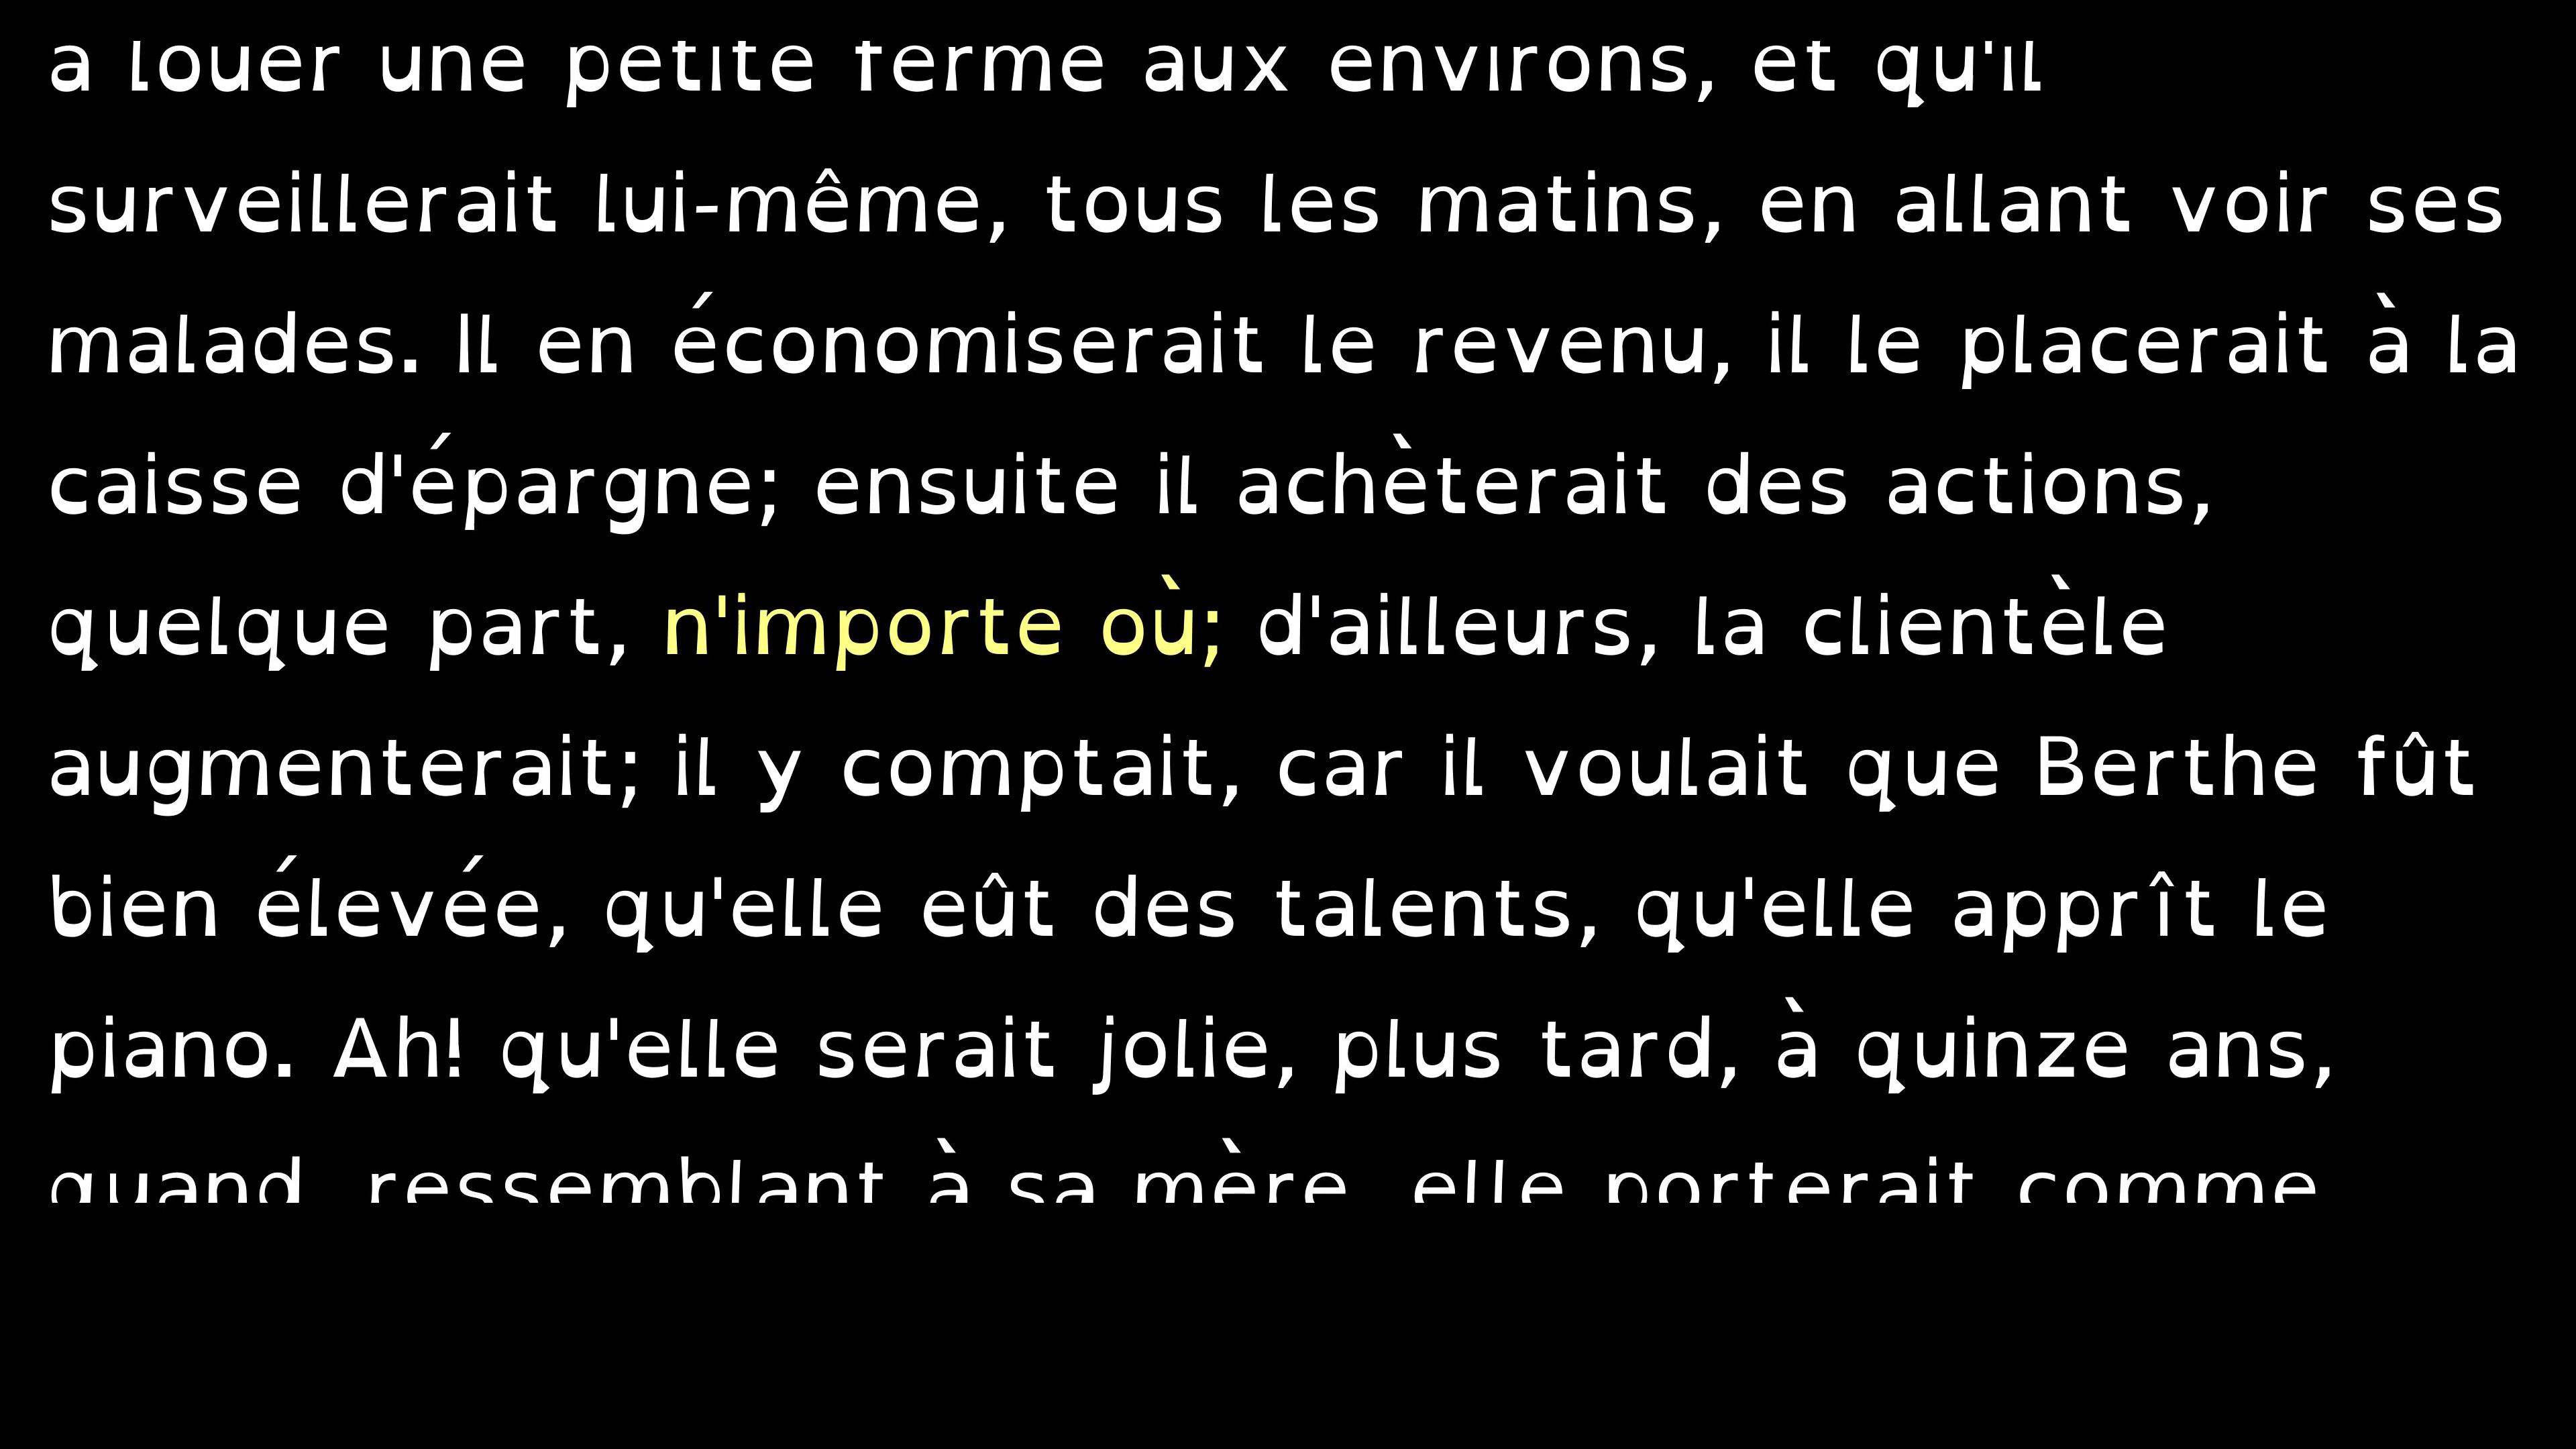 à louer une petite ferme aux environs, et qu'il
surveillerait lui-même, tous les matins, en allant voir ses
malades. Il en économiserait le revenu, il le placerait à la
caisse d'épargne; ensuite il achèterait des actions,
quelque part, n'importe où; d'ailleurs, la clientèle
augmenterait; il y comptait, car il voulait que Berthe fût
bien élevée, qu'elle eût des talents, qu'elle apprît le
piano. Ah! qu'elle serait jolie, plus tard, à quinze ans,
quand, ressemblant à sa mère, elle porterait comme